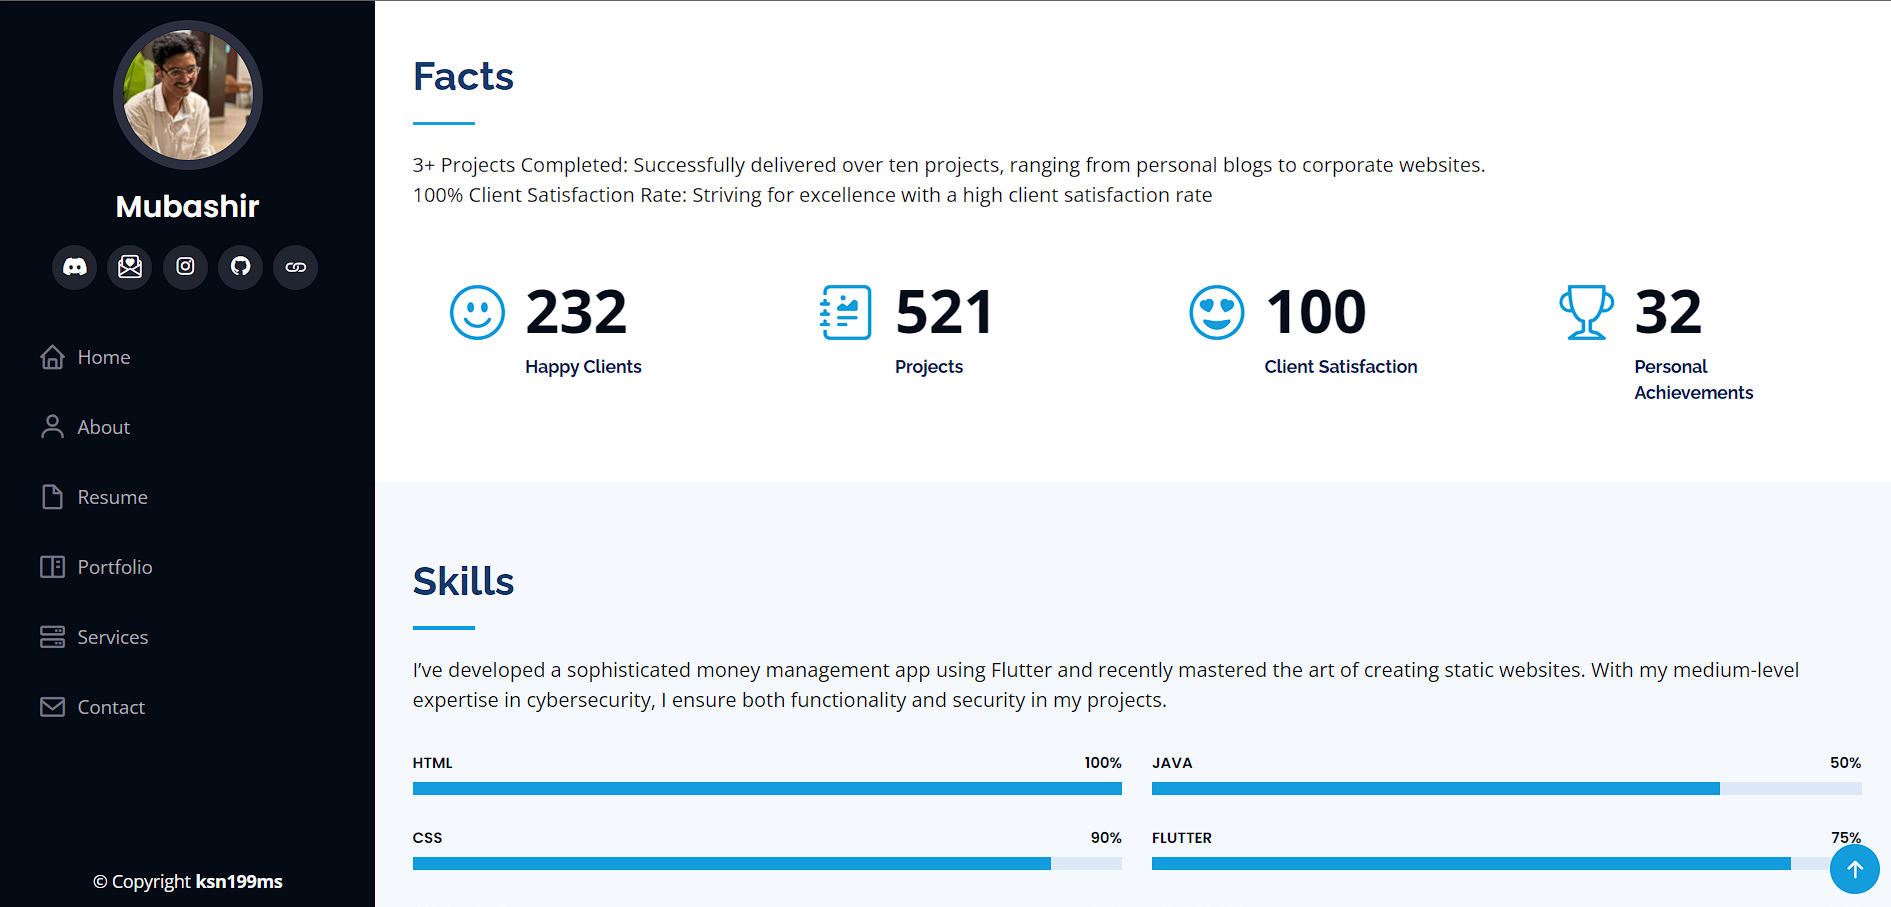 Mubashir
Home
About
Resume
Portfolio
Services
Contact
© Copyright ksn199ms
Facts
3+ Projects Completed: Successfully delivered over ten projects, ranging from personal blogs to corporate websites.
100% Client Satisfaction Rate: Striving for excellence with a high client satisfaction rate
232
Happy Clients
521
Projects
100
Client Satisfaction
32
Personal
Achievements
Skills
I’ve developed a sophisticated money management app using Flutter and recently mastered the art of creating static websites. With my medium-level
expertise in cybersecurity, I ensure both functionality and security in my projects.
HTML 100%
JAVA 50%
CSS 90%
FLUTTER 75%